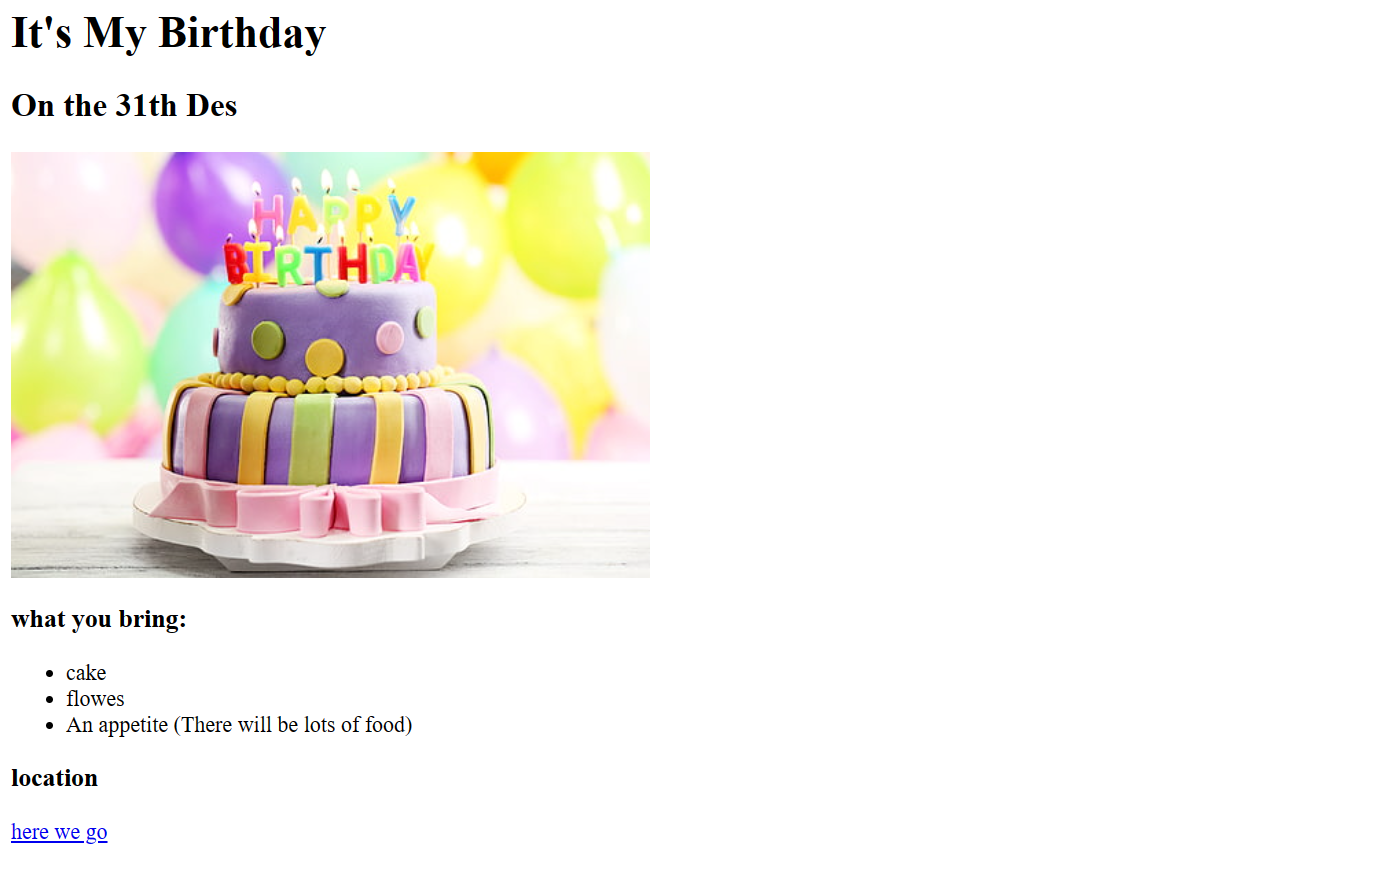 It's My Birthday
On the 31th Des
HAPPY
BIRTHDAY
what you bring:
cake
flowes
An appetite (There will be lots of food)
location
here we go